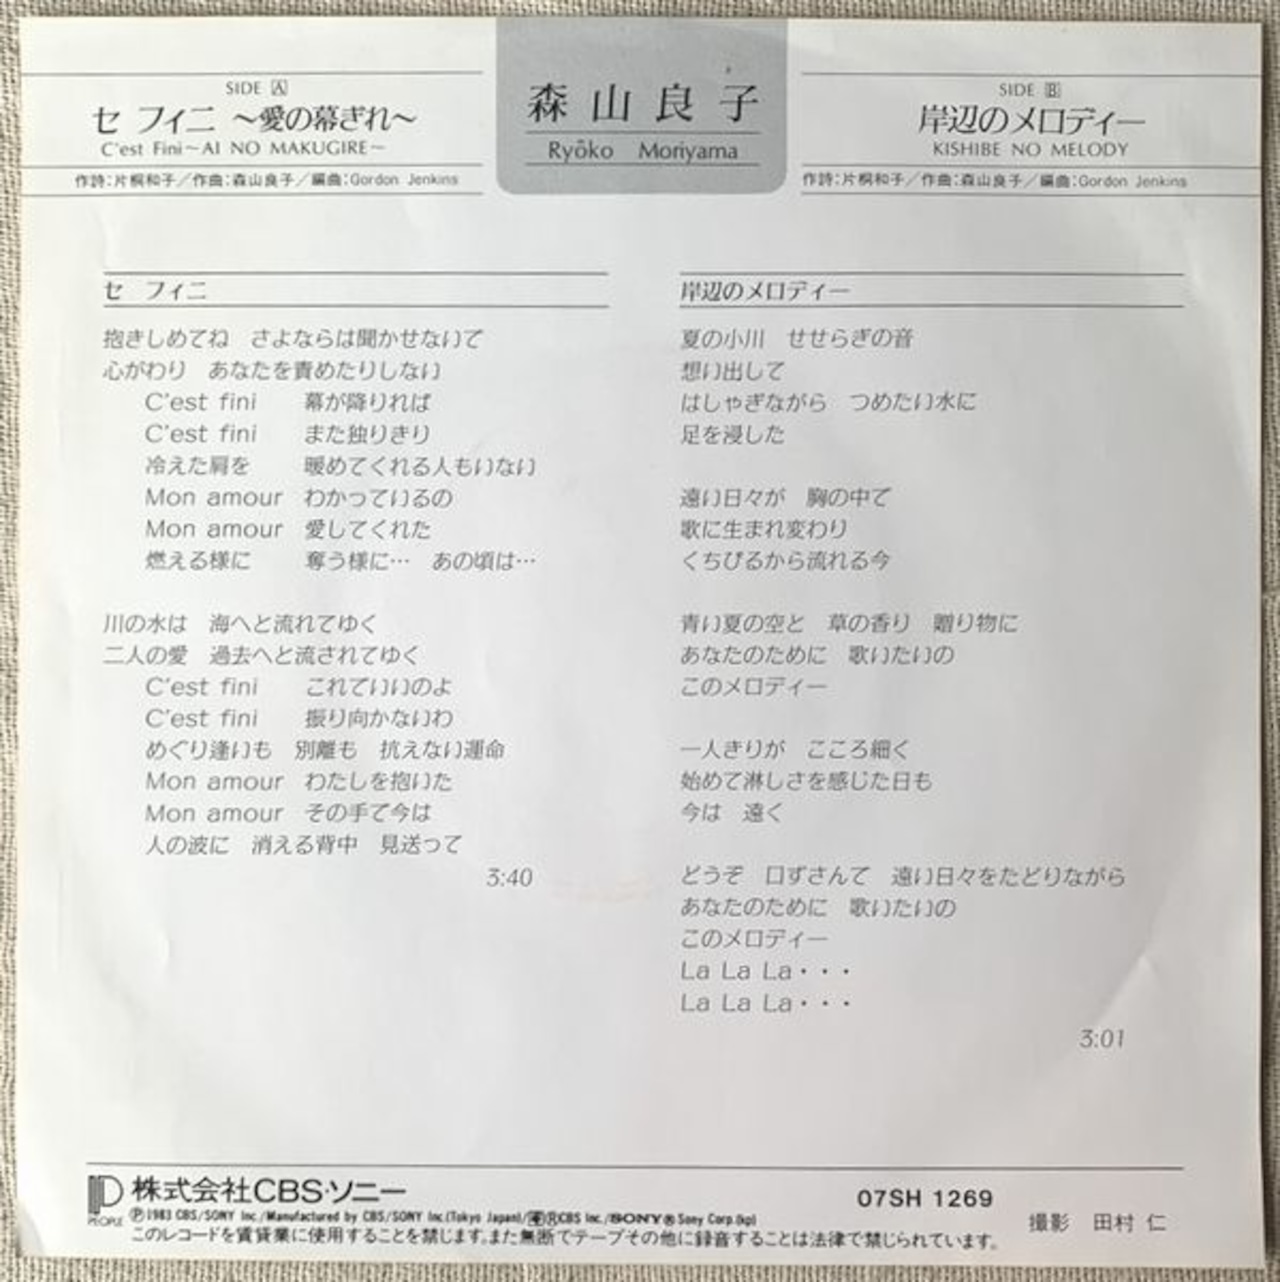 SIDE A
セ フィニ 〜愛の幕ぎれ〜
C'est Fini〜AI NO MAKUGIRE〜
作詩：片桐和子／作曲：森山良子／編曲：Gordon Jenkins
森山良子
Ryōko Moriyama
SIDE B
岸辺のメロディー
KISHIBE NO MELODY
作詩：片桐和子／作曲：森山良子／編曲：Gordon Jenkins
セ フィニ
抱きしめてね さよならは聞かせないで
心がわり あなたを責めたりしない
C'est fini 幕が降りれば
C'est fini また独りきり
冷えた肩を 暖めてくれる人もいない
Mon amour わかっているの
Mon amour 愛してくれた
燃える様に 奪う様に… あの頃は…
川の水は 海へと流れてゆく
二人の愛 過去へと流されてゆく
C'est fini これでいいのよ
C'est fini 振り向かないわ
めぐり逢いも 別離も 抗えない運命
Mon amour わたしを抱いた
Mon amour その手で今は
人の波に 消える背中 見送って
3:40
岸辺のメロディー
夏の小川 せせらぎの音
想い出して
はしゃぎながら つめたい水に
足を浸した
遠い日々が 胸の中で
歌に生まれ変わり
くちびるから流れる今
青い夏の空と 草の香り 贈り物に
あなたのために 歌いたいの
このメロディー
一人きりが こころ細く
始めて淋しさを感じた日も
今は 遠く
どうぞ 口ずさんで 遠い日々をたどりながら
あなたのために 歌いたいの
このメロディー
La La La・・・
La La La・・・
3:01
PEOPLE
株式会社CBS・ソニー
Ⓟ1983 CBS/SONY Inc./Manufactured by CBS/SONY Inc.(Tokyo Japan)/ⓇCBS Inc./SONY® Sony Corp.(kp)
このレコードを賃貸業に使用することを禁じます。また無断でテープその他に録音することは法律で禁じられています。
07SH 1269
撮影 田村 仁